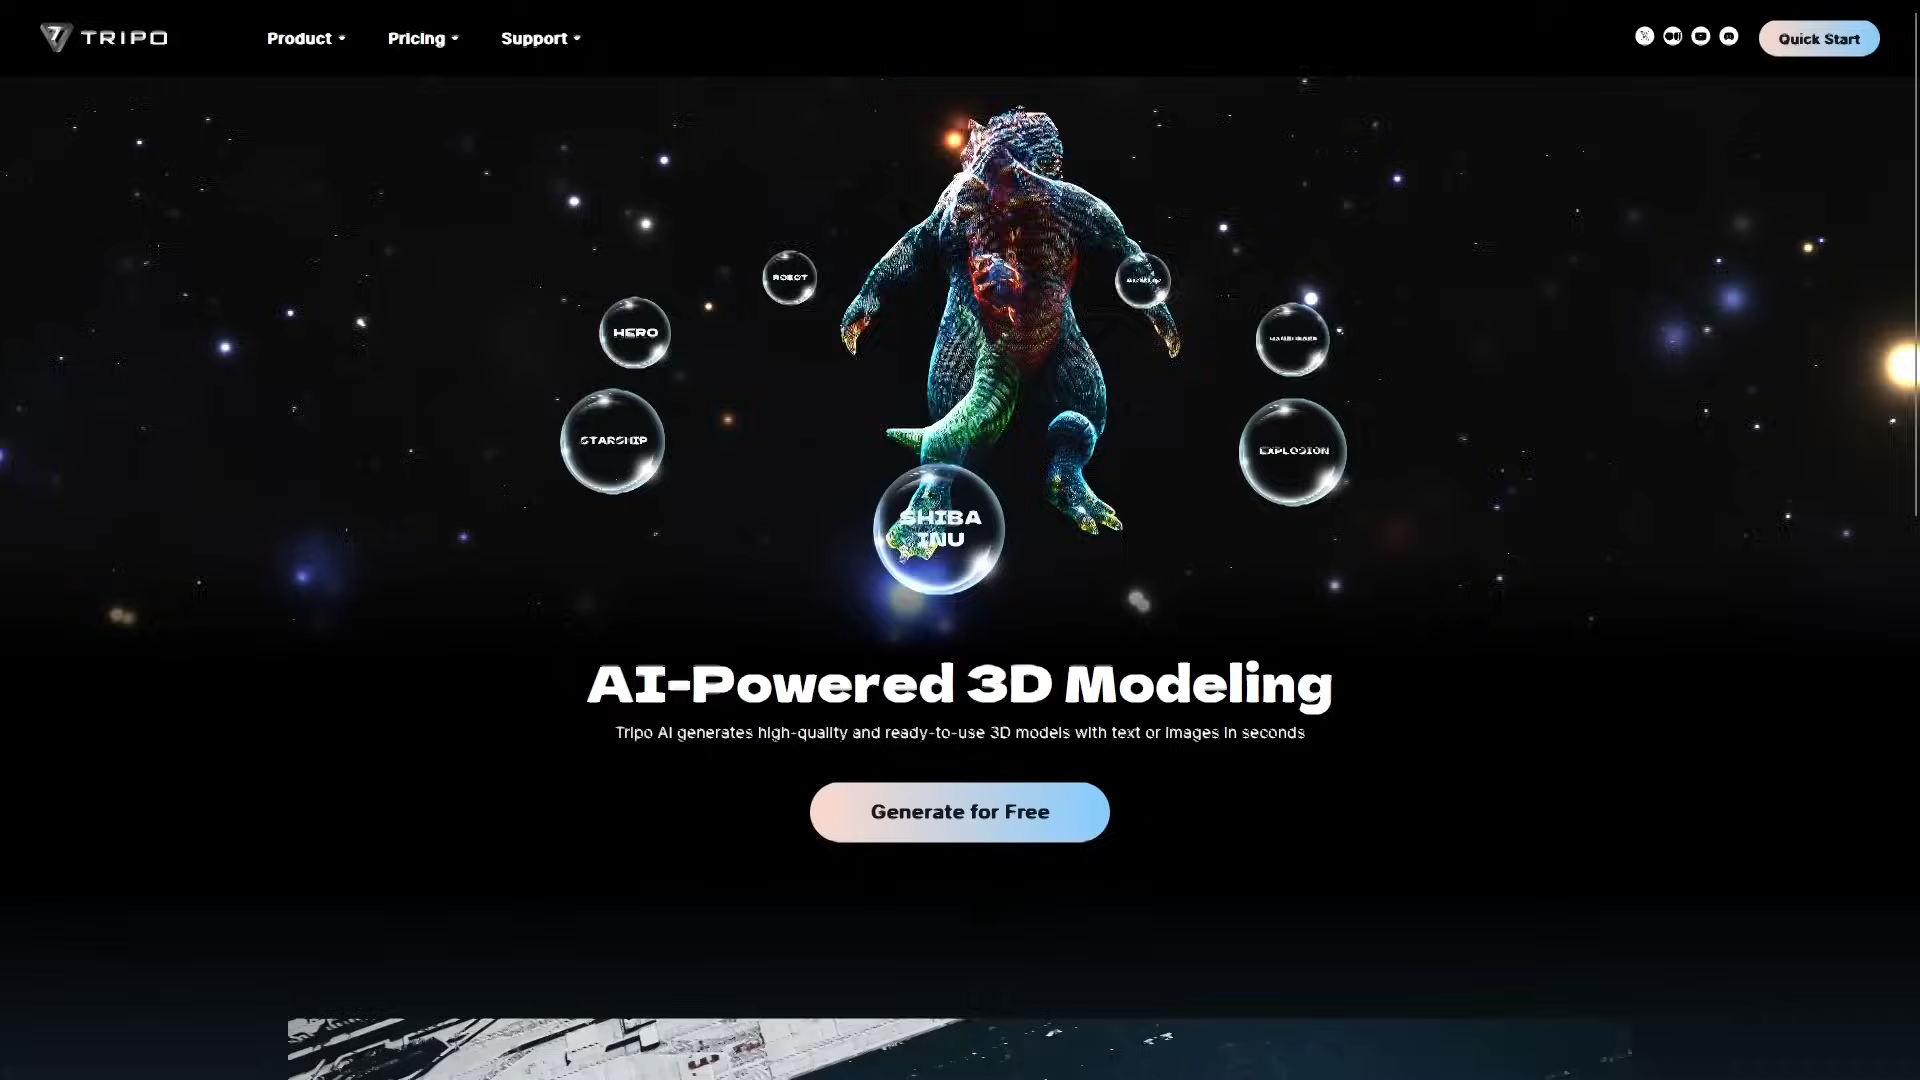 TRIPO
Product
Pricing
Support
Quick Start
ROBOT
HERO
STARSHIP
EXPLOSION
SHIBA
INU
AI-Powered 3D Modeling
Tripo AI generates high-quality and ready-to-use 3D models with text or images in seconds
Generate for Free